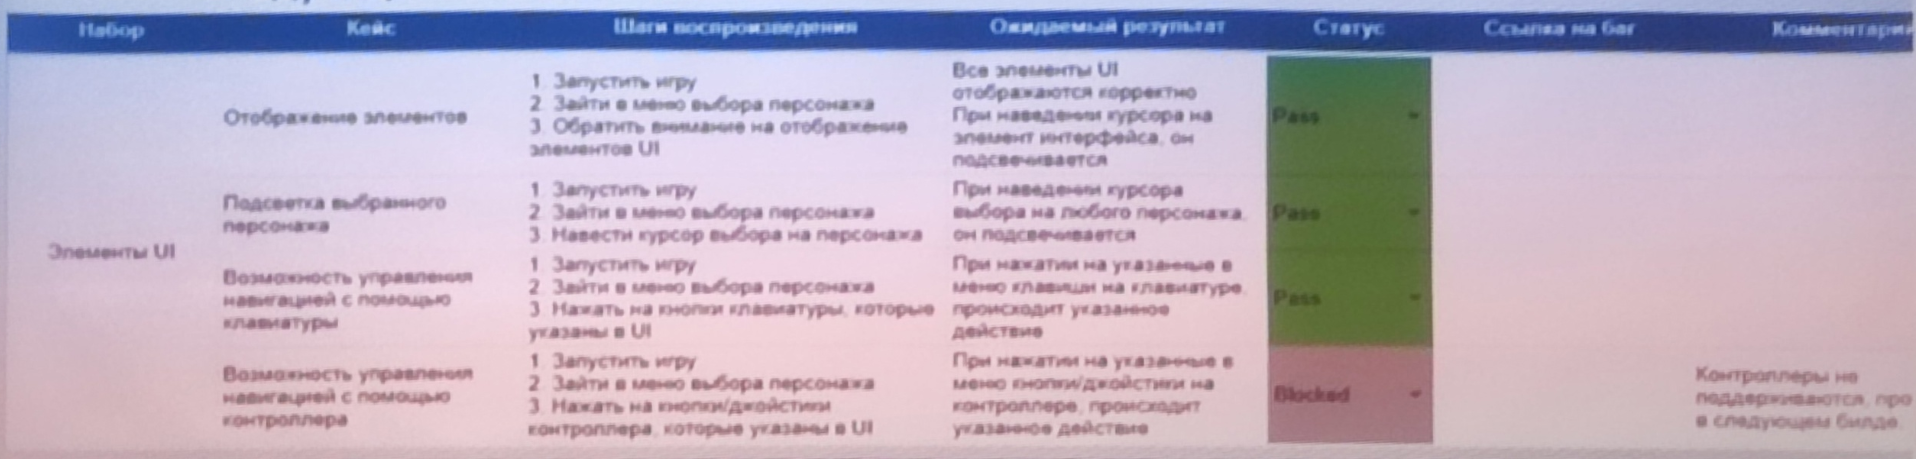 Набор Кейс Шаги воспроизведения Ожидаемый результат Статус Ссылка на баг Комментарий
Элементы UI
Отображение элементов
1. Запустить игру
2. Зайти в меню выбора персонажа
3. Обратить внимание на отображение
элементов UI
Все элементы UI
отображаются корректно
При наведении курсора на
элемент интерфейса, он
подсвечивается
Pass
Подсветка выбранного
персонажа
1. Запустить игру
2. Зайти в меню выбора персонажа
3. Навести курсор выбора на персонажа
При наведении курсора
выбора на любого персонажа,
он подсвечивается
Pass
Возможность управления
навигацией с помощью
клавиатуры
1. Запустить игру
2. Зайти в меню выбора персонажа
3. Нажать на кнопки клавиатуры, которые
указаны в UI
При нажатии на указанные в
меню клавиши на клавиатуре,
происходит указанное
действие
Pass
Возможность управления
навигацией с помощью
контроллера
1. Запустить игру
2. Зайти в меню выбора персонажа
3. Нажать на кнопки/джойстики
контроллера, которые указаны в UI
При нажатии на указанные в
меню кнопки/джойстики на
контроллере, происходит
указанное действие
Blocked
Контроллеры не
поддерживаются, про
в следующем билде.